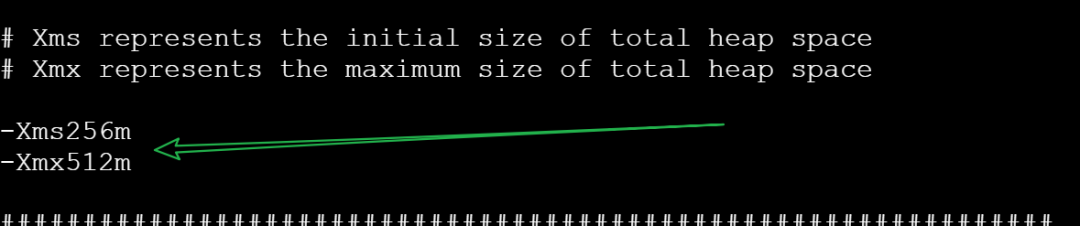 # Xms represents the initial size of total heap space
# Xmx represents the maximum size of total heap space
-Xms256m
-Xmx512m
################################################################